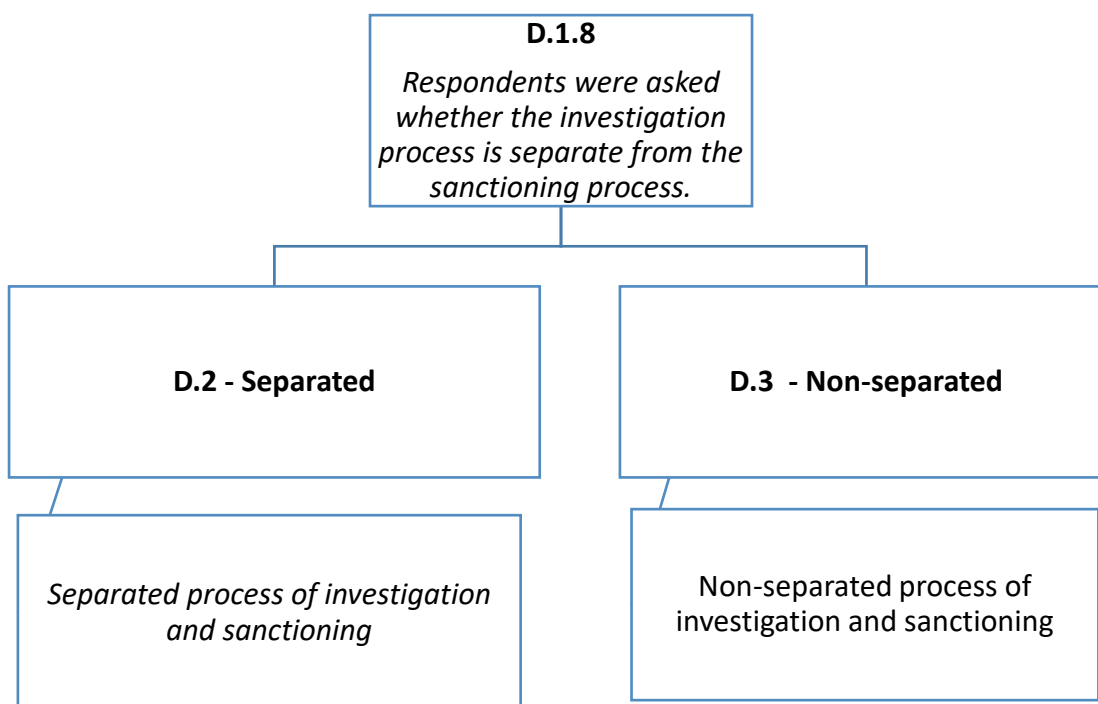 D.1.8
Respondents were asked
whether the investigation
process is separate from the
sanctioning process.
D.2 - Separated
D.3  - Non-separated
Separated process of investigation
and sanctioning
Non-separated process of
investigation and sanctioning